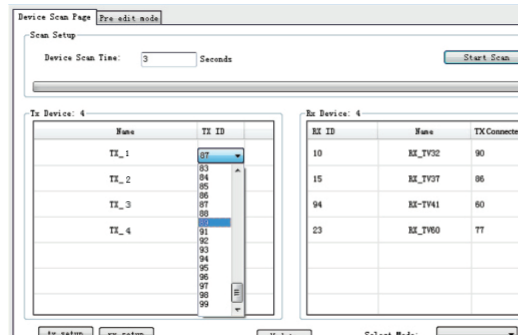 Device Scan Page Pre edit mode
Scan Setup
Device Scan Time: 3 Seconds Start Scan
Tx Device: 4 Rx Device: 4
Name TX ID RX ID Name TX Connecte
TX_1 87 10 RX_TV32 90
83
84
TX_2 85 15 RX_TV37 86
86
87
88
TX_3 94 RX-TV41 60
91
TX_4 92 23 RX_TV60 77
93
94
95
96
97
98
99
Select Mode: